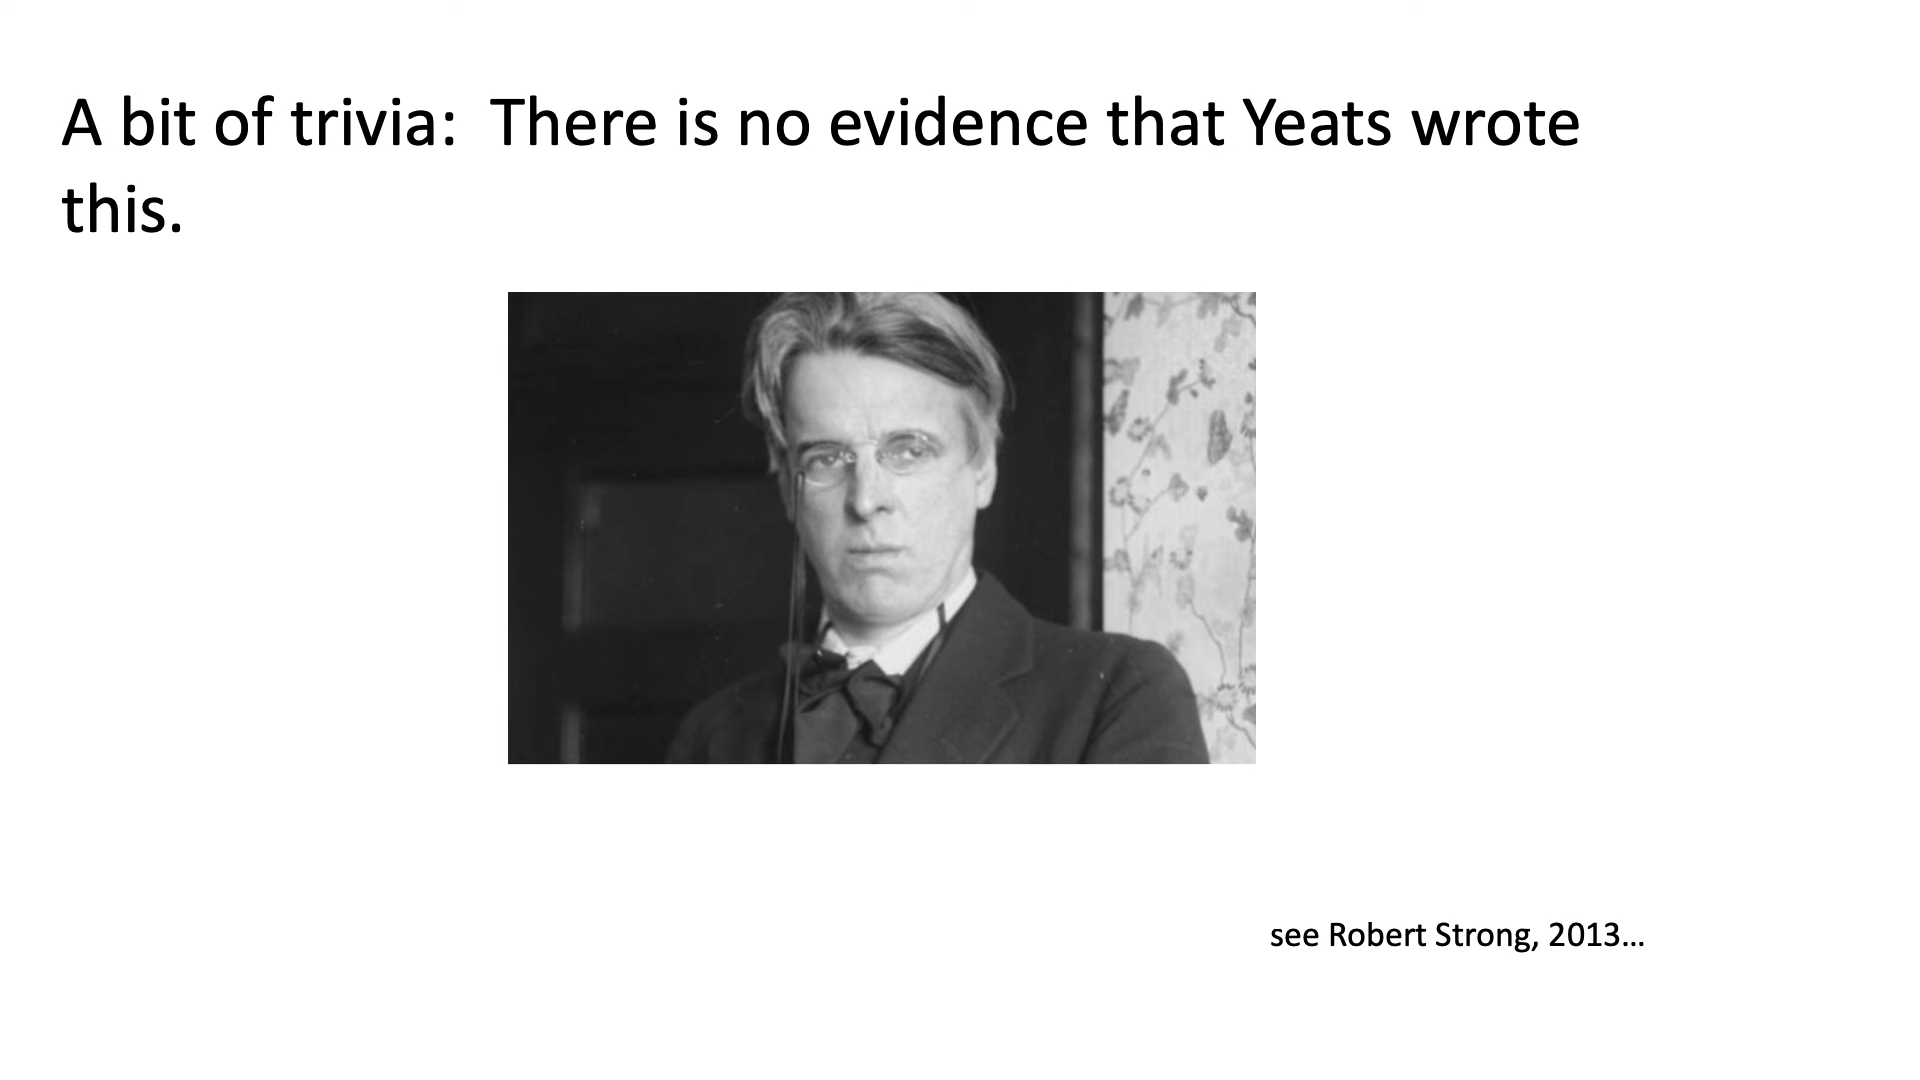 A bit of trivia:  There is no evidence that Yeats wrote
this.
see Robert Strong, 2013...